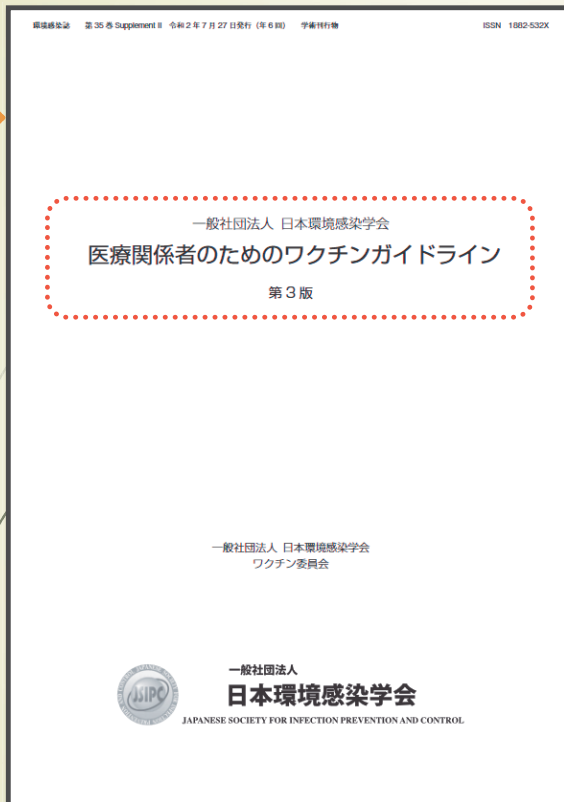 環境感染誌 第 35 巻 Supplement II 令和 2 年 7 月 27 日発行（年 6 回） 学術刊行物 ISSN 1882-532X
一般社団法人 日本環境感染学会
医療関係者のためのワクチンガイドライン
第 3 版
一般社団法人 日本環境感染学会
ワクチン委員会
JSIPC
一般社団法人
日本環境感染学会
JAPANESE SOCIETY FOR INFECTION PREVENTION AND CONTROL